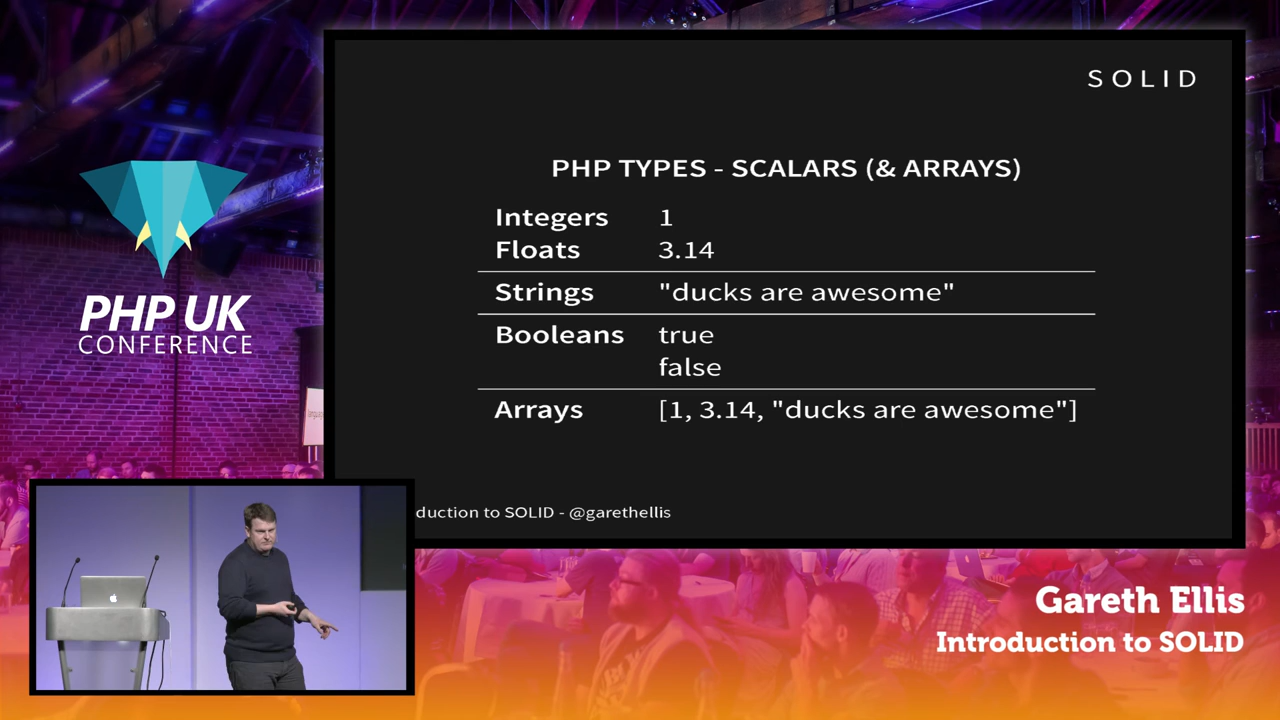 SOLID
PHP TYPES - SCALARS (& ARRAYS)
Integers 1
Floats 3.14
Strings "ducks are awesome"
Booleans true
false
Arrays [1, 3.14, "ducks are awesome"]
duction to SOLID - @garethellis
PHP UK
CONFERENCE
Gareth Ellis
Introduction to SOLID